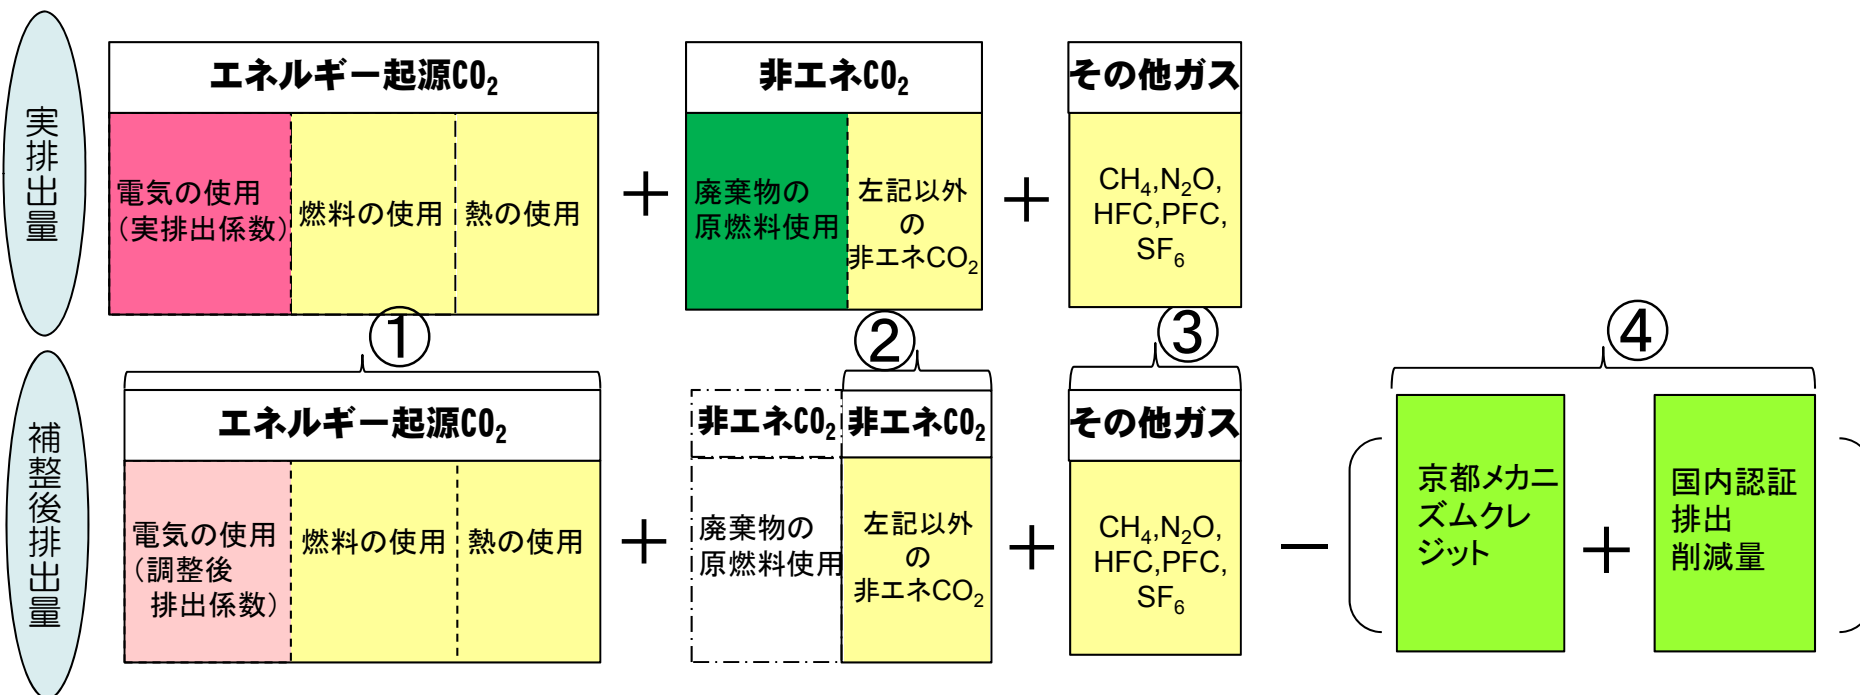 実排出量
エネルギー起源CO₂
電気の使用
（実排出係数）
燃料の使用
熱の使用
＋
非エネCO₂
廃棄物の
原燃料使用
左記以外
の
非エネCO₂
＋
その他ガス
CH₄,N₂O,
HFC,PFC,
SF₆
①
②
③
④
補整後排出量
エネルギー起源CO₂
電気の使用
（調整後
排出係数）
燃料の使用
熱の使用
＋
非エネCO₂
廃棄物の
原燃料使用
非エネCO₂
左記以外
の
非エネCO₂
＋
その他ガス
CH₄,N₂O,
HFC,PFC,
SF₆
－
京都メカニ
ズムクレ
ジット
＋
国内認証
排出
削減量